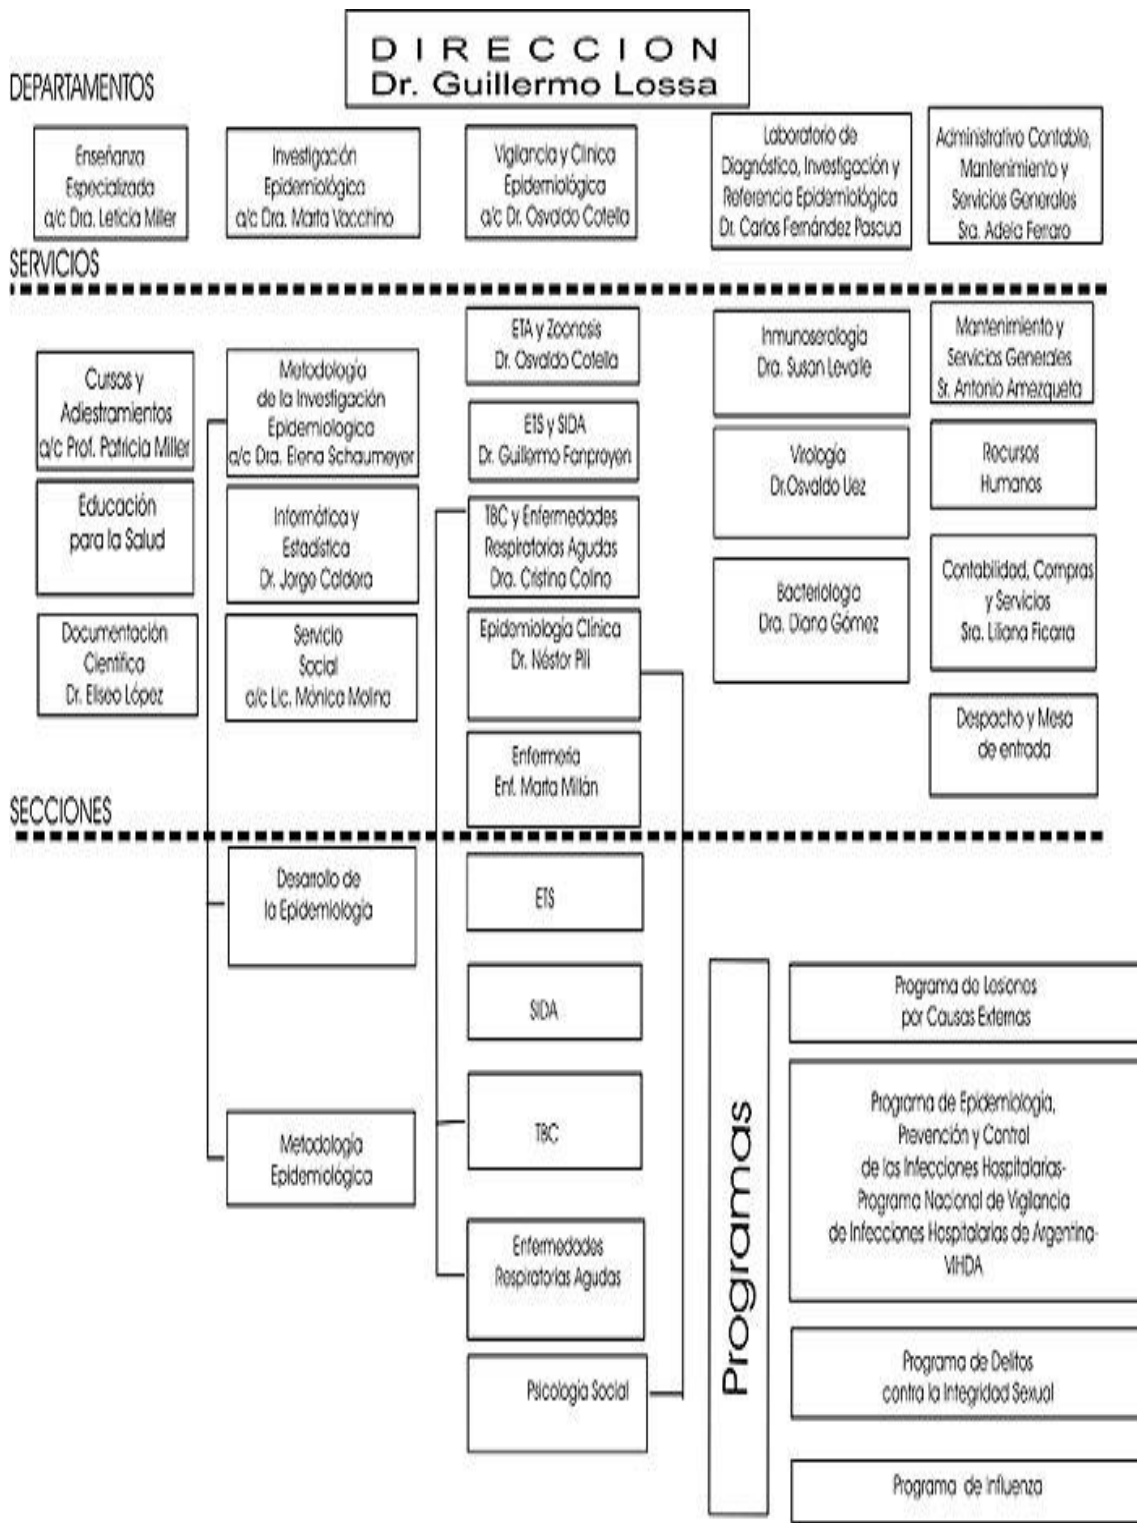 DIRECCION
Dr. Guillermo Lossa
DEPARTAMENTOS
Enseñanza
Especializada
a/c Dra. Leticia Miller
Investigación
Epidemiológica
a/c Dra. Marta Vacchino
Vigilancia y Clínica
Epidemiológica
a/c Dr. Osvaldo Cotella
Laboratorio de
Diagnóstico, Investigación y
Referencia Epidemiológica
Dr. Carlos Fernández Pascua
Administrativo Contable,
Mantenimiento y
Servicios Generales
Sra. Adela Ferraro
SERVICIOS
Cursos y
Adiestramientos
a/c Prof. Patricia Miller
Educación
para la Salud
Documentación
Científica
Dr. Eliseo López
Metodología
de la Investigación
Epidemiologica
a/c Dra. Elena Schaumeyer
Informática y
Estadística
Dr. Jorge Caldera
Servicio
Social
a/c Lic. Mónica Molina
ETA y Zoonosis
Dr. Osvaldo Cotella
ETS y SIDA
Dr. Guillermo Fanproyen
TBC y Enfermedades
Respiratorias Agudas
Dra. Cristina Colino
Epidemiología Clínica
Dr. Néstor Pili
Enfermería
Enf. Marta Millán
Inmunoserología
Dra. Susan Levalle
Virología
Dr.Osvaldo Uez
Bacteriología
Dra. Diana Gómez
Mantenimiento y
Servicios Generales
Sr. Antonio Amezqueta
Recursos
Humanos
Contabilidad, Compras
y Servicios
Sra. Liliana Ficarra
Despacho y Mesa
de entrada
SECCIONES
Desarrollo de
la Epidemiología
Metodología
Epidemiológica
ETS
SIDA
TBC
Enfermedades
Respiratorias Agudas
Psicología Social
Programas
Programa de Lesiones
por Causas Externas
Programa de Epidemiología,
Prevención y Control
de las Infecciones Hospitalarias-
Programa Nacional de Vigilancia
de Infecciones Hospitalarias de Argentina-
VIHDA
Programa de Delitos
contra la Integridad Sexual
Programa de Influenza